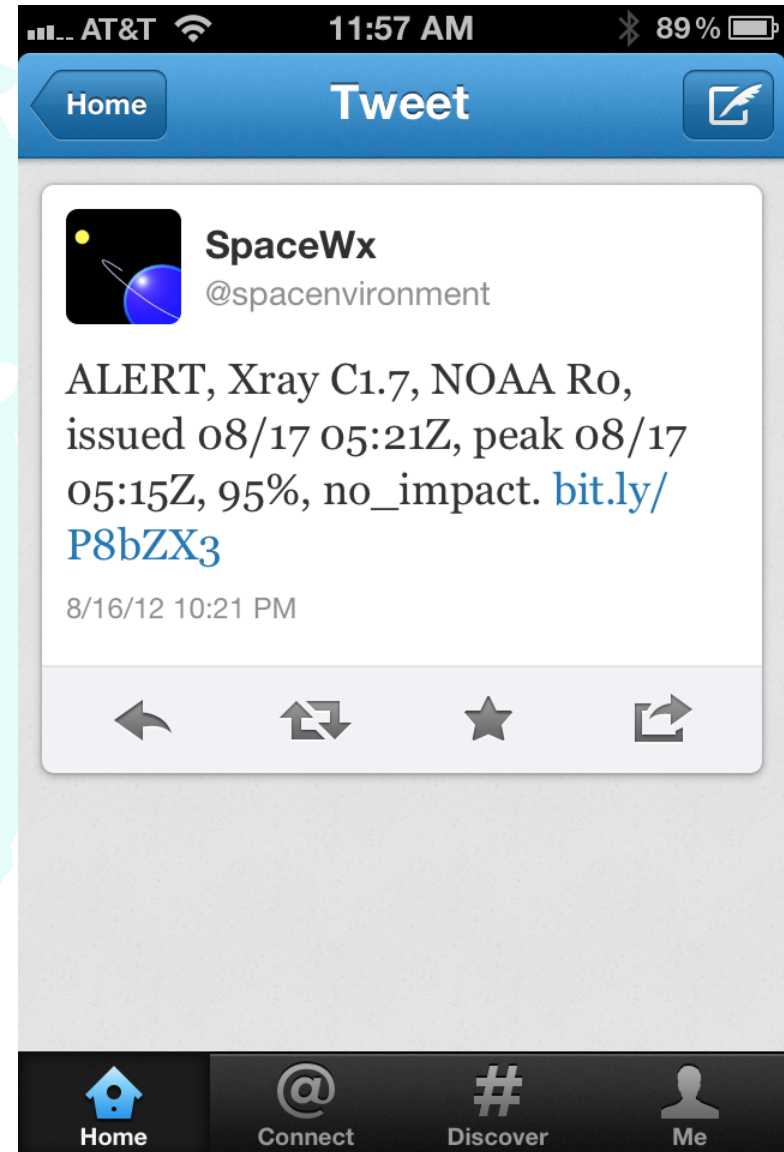 AT&T 11:57 AM 89%
Home Tweet
SpaceWx
@spacenvironment
ALERT, Xray C1.7, NOAA R0,
issued 08/17 05:21Z, peak 08/17
05:15Z, 95%, no_impact. bit.ly/
P8bZX3
8/16/12 10:21 PM
Home Connect Discover Me